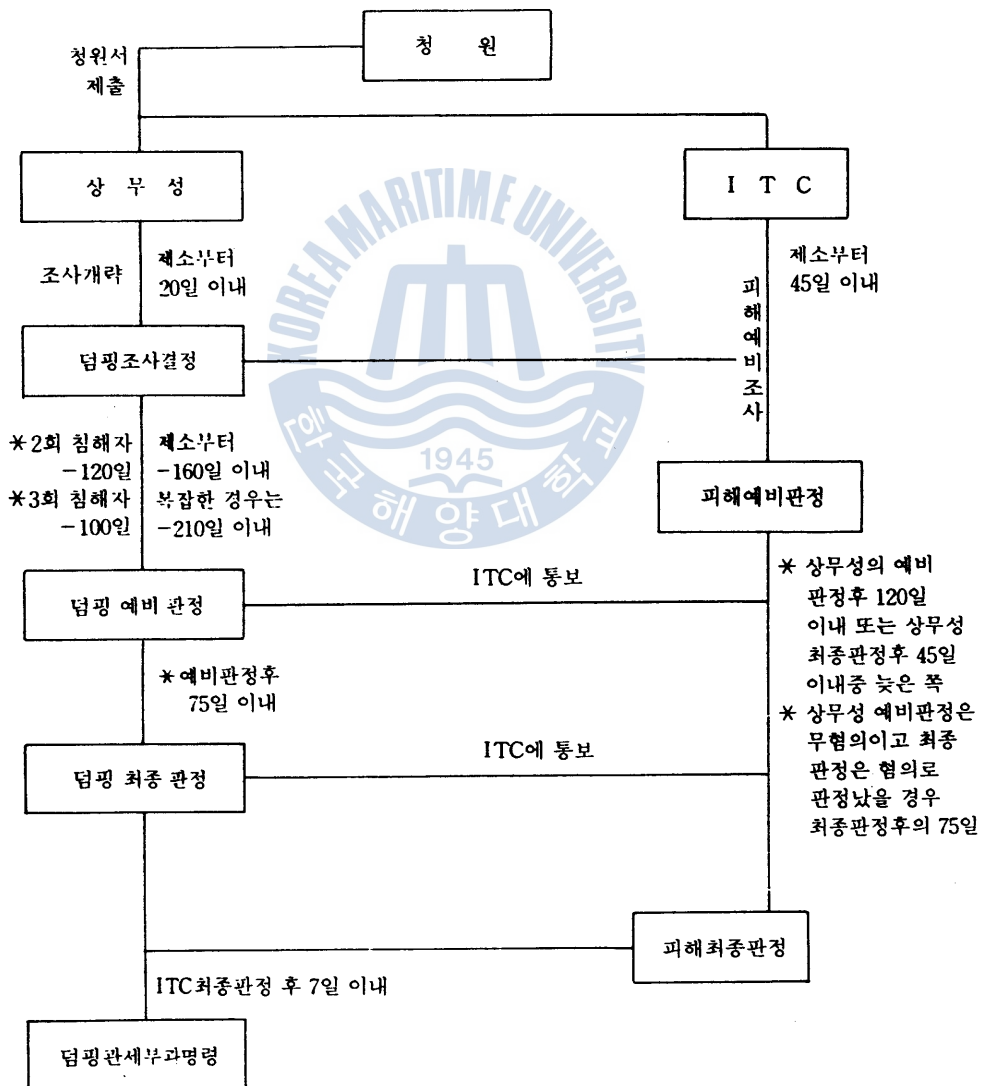 청 원
청원서
제출
상 무 성
I T C
조사개략
제소부터
20일 이내
제소부터
45일 이내
피해예비조사
덤핑조사결정
*2회 침해자
-120일
*3회 침해자
-100일
제소부터
-160일 이내
복잡한 경우는
-210일 이내
피해예비판정
ITC에 통보
덤핑 예비 판정
* 상무성의 예비
판정후 120일
이내 또는 상무성
최종판정후 45일
이내중 늦은 쪽
* 상무성 예비판정은
무혐의이고 최종
판정은 혐의로
판정났을 경우
최종판정후의 75일
*예비판정후
75일 이내
ITC에 통보
덤핑 최종 판정
피해최종판정
ITC최종판정 후 7일 이내
덤핑관세부과명령
KOREA MARITIME UNIVERSITY
1945
한국해양대학교